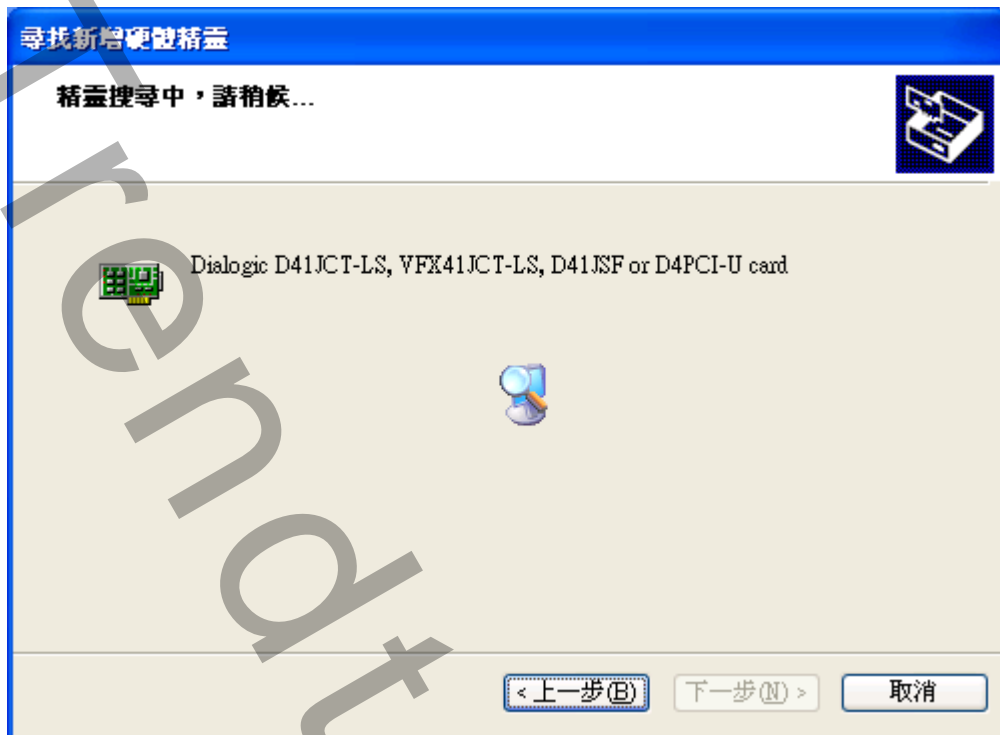 尋找新增硬體精靈
精靈搜尋中，請稍候...
Dialogic D41JCT-LS, VFX41JCT-LS, D41JSF or D4PCI-U card
< 上一步(B)
下一步(N) >
取消
Trendt